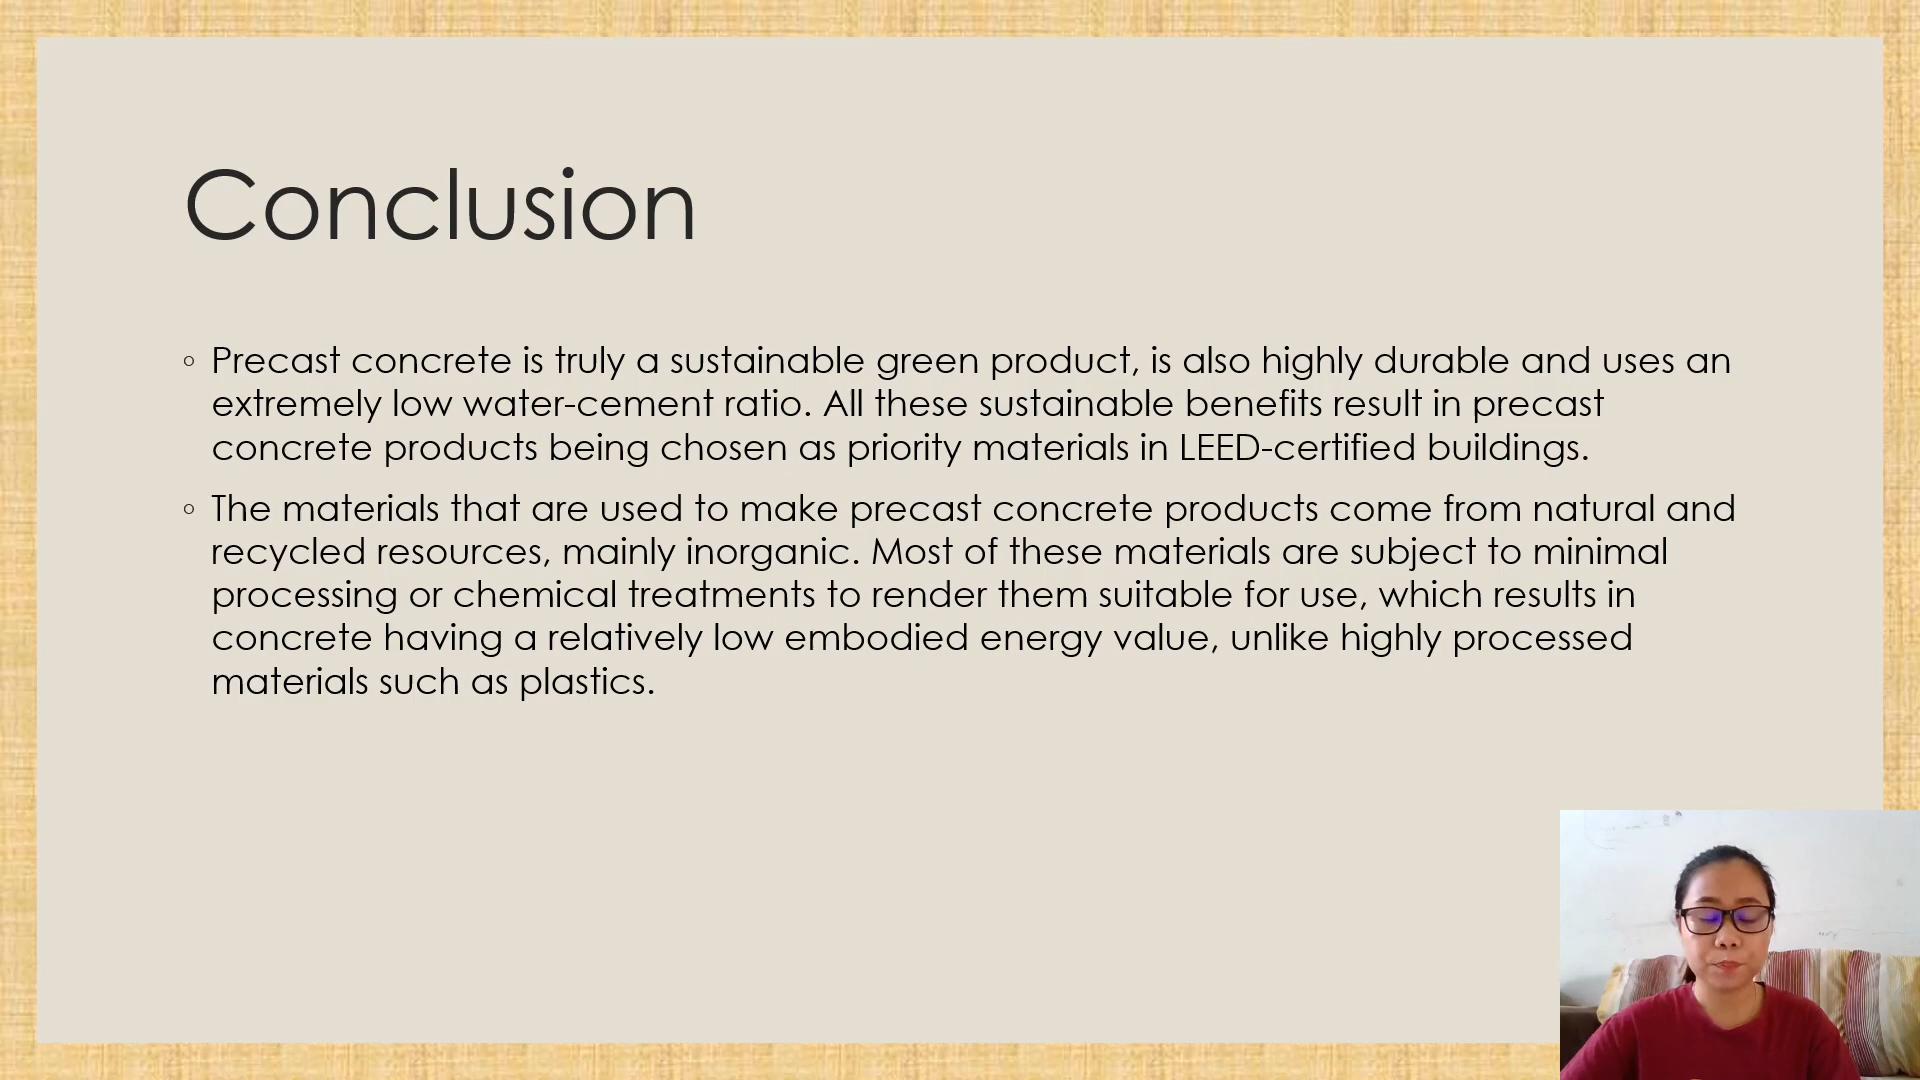 Conclusion
◦ Precast concrete is truly a sustainable green product, is also highly durable and uses an
extremely low water-cement ratio. All these sustainable benefits result in precast
concrete products being chosen as priority materials in LEED-certified buildings.
◦ The materials that are used to make precast concrete products come from natural and
recycled resources, mainly inorganic. Most of these materials are subject to minimal
processing or chemical treatments to render them suitable for use, which results in
concrete having a relatively low embodied energy value, unlike highly processed
materials such as plastics.